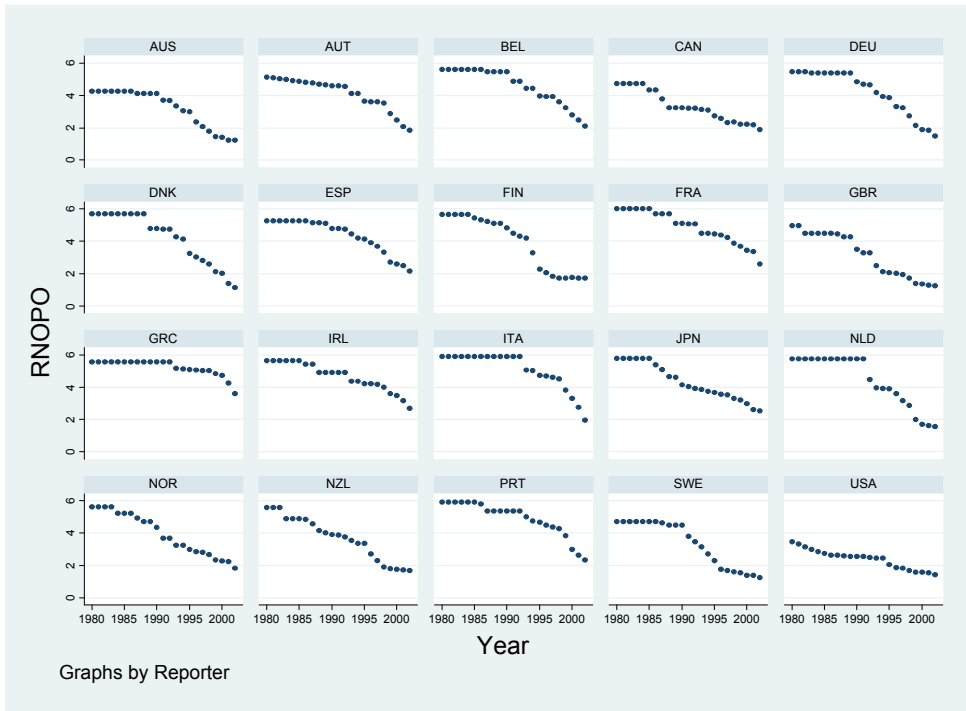 AUS AUT BEL CAN DEU
6
4
2
0
DNK ESP FIN FRA GBR
6
4
2
0
GRC IRL ITA JPN NLD
6
4
2
0
NOR NZL PRT SWE USA
6
4
2
0
RNOPO
1980 1985 1990 1995 2000 1980 1985 1990 1995 2000 1980 1985 1990 1995 2000 1980 1985 1990 1995 2000 1980 1985 1990 1995 2000
Year
Graphs by Reporter